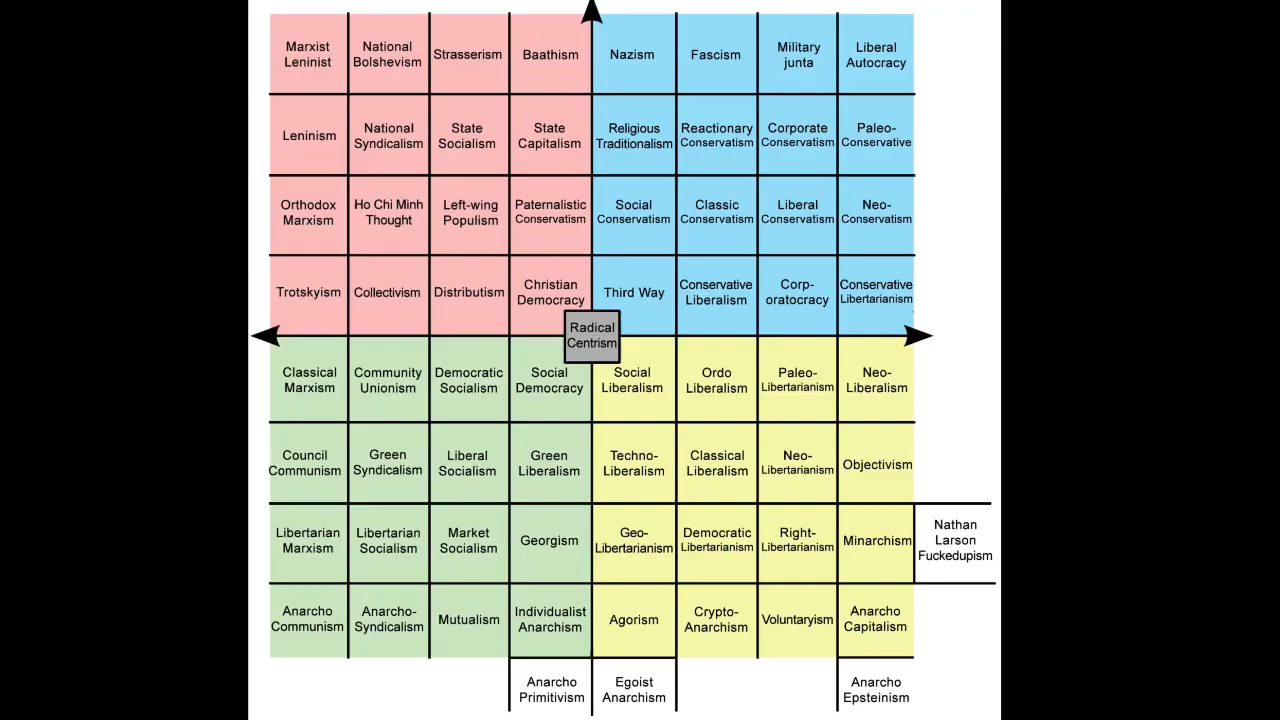 Marxist
Leninist
National
Bolshevism
Strasserism
Baathism
Nazism
Fascism
Military
junta
Liberal
Autocracy
Leninism
National
Syndicalism
State
Socialism
State
Capitalism
Religious
Traditionalism
Reactionary
Conservatism
Corporate
Conservatism
Paleo-
Conservative
Orthodox
Marxism
Ho Chi Minh
Thought
Left-wing
Populism
Paternalistic
Conservatism
Social
Conservatism
Classic
Conservatism
Liberal
Conservatism
Neo-
Conservatism
Trotskyism
Collectivism
Distributism
Christian
Democracy
Third Way
Conservative
Liberalism
Corp-
oratocracy
Conservative
Libertarianism
Radical
Centrism
Classical
Marxism
Community
Unionism
Democratic
Socialism
Social
Democracy
Social
Liberalism
Ordo
Liberalism
Paleo-
Libertarianism
Neo-
Liberalism
Council
Communism
Green
Syndicalism
Liberal
Socialism
Green
Liberalism
Techno-
Liberalism
Classical
Liberalism
Neo-
Libertarianism
Objectivism
Libertarian
Marxism
Libertarian
Socialism
Market
Socialism
Georgism
Geo-
Libertarianism
Democratic
Libertarianism
Right-
Libertarianism
Minarchism
Nathan
Larson
Fuckedupism
Anarcho
Communism
Anarcho-
Syndicalism
Mutualism
Individualist
Anarchism
Agorism
Crypto-
Anarchism
Voluntaryism
Anarcho
Capitalism
Anarcho
Primitivism
Egoist
Anarchism
Anarcho
Epsteinism